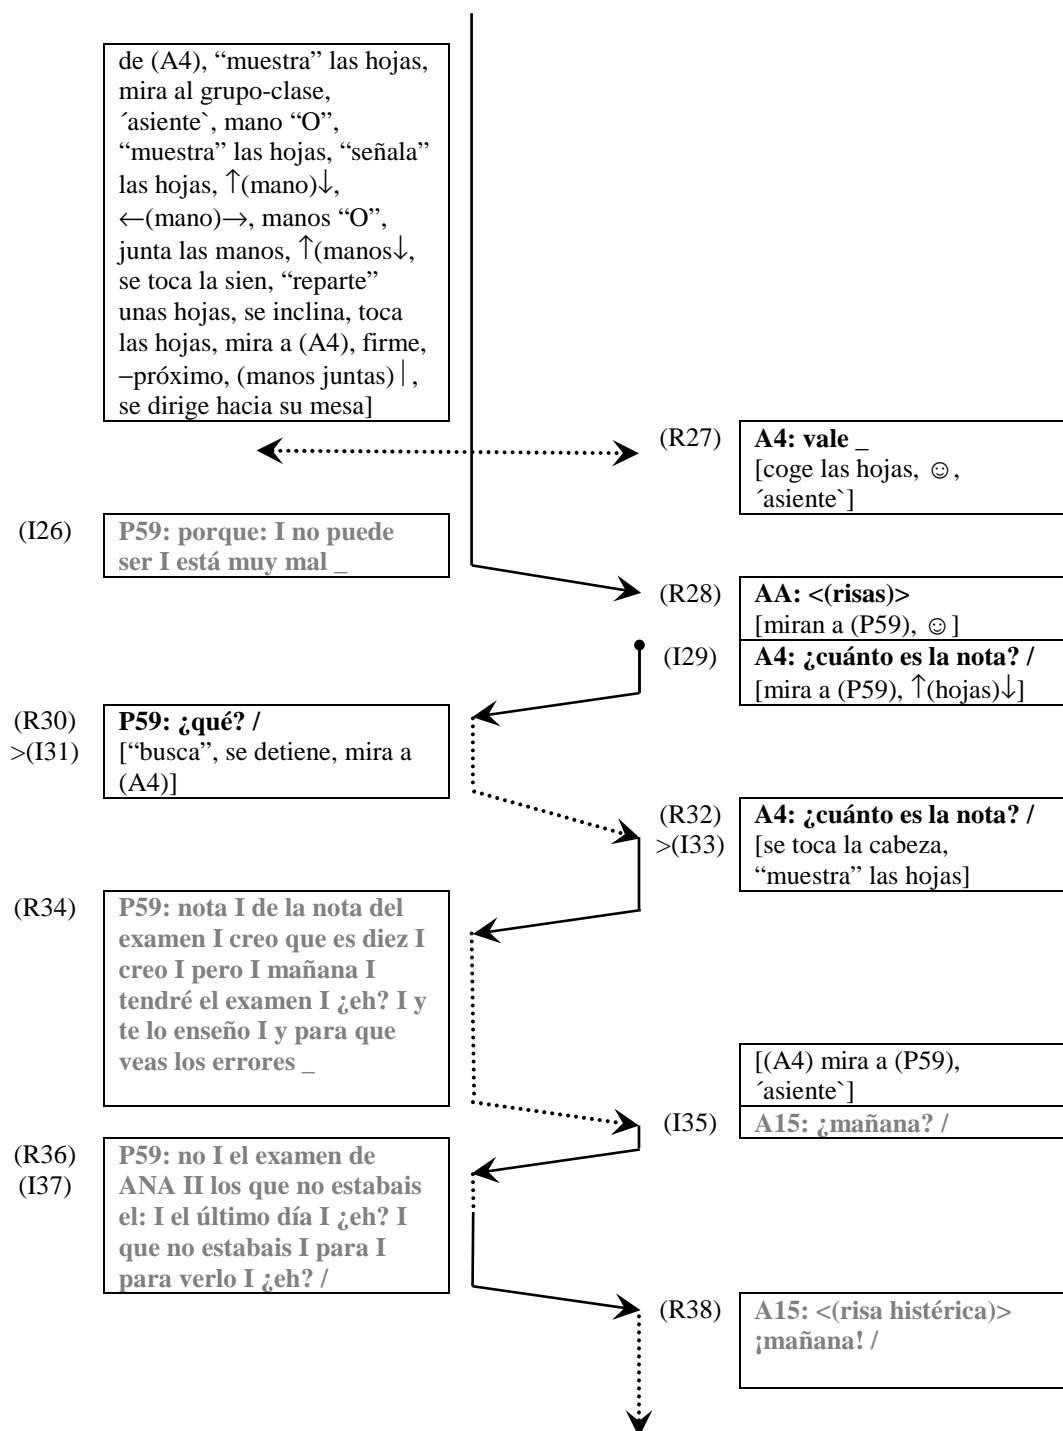 de (A4), “muestra” las hojas,
mira al grupo-clase,
´asiente`, mano “O”,
“muestra” las hojas, “señala”
las hojas, ↑(mano)↓,
←(mano)→, manos “O”,
junta las manos, ↑(manos↓,
se toca la sien, “reparte”
unas hojas, se inclina, toca
las hojas, mira a (A4), firme,
−próximo, (manos juntas)│,
se dirige hacia su mesa]
(R27) A4: vale _
[coge las hojas, ☺,
´asiente`]
(I26) P59: porque: I no puede
ser I está muy mal _
(R28) AA: <(risas)>
[miran a (P59), ☺]
(I29) A4: ¿cuánto es la nota? /
[mira a (P59), ↑(hojas)↓]
(R30) P59: ¿qué? /
>(I31) [“busca”, se detiene, mira a
(A4)]
(R32) A4: ¿cuánto es la nota? /
>(I33) [se toca la cabeza,
“muestra” las hojas]
(R34) P59: nota I de la nota del
examen I creo que es diez I
creo I pero I mañana I
tendré el examen I ¿eh? I y
te lo enseño I y para que
veas los errores _
[(A4) mira a (P59),
´asiente`]
(I35) A15: ¿mañana? /
(R36) P59: no I el examen de
(I37) ANA II los que no estabais
el: I el último día I ¿eh? I
que no estabais I para I
para verlo I ¿eh? /
(R38) A15: <(risa histérica)>
¡mañana! /